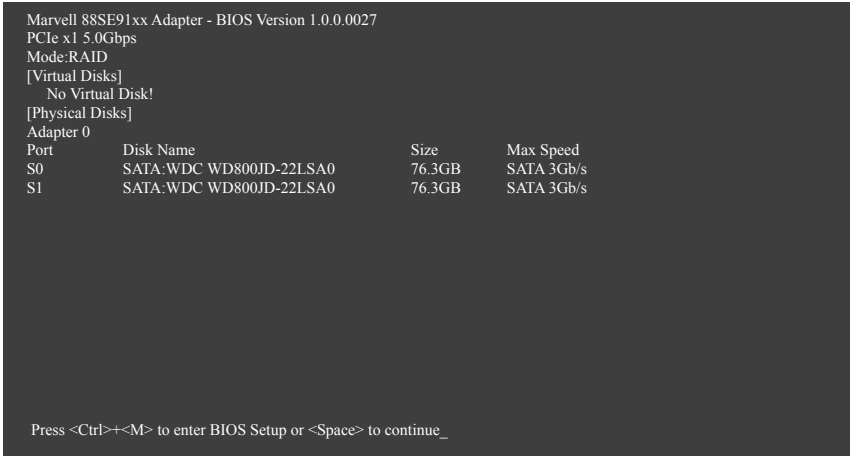 Marvell 88SE91xx Adapter - BIOS Version 1.0.0.0027
PCIe x1 5.0Gbps
Mode:RAID
[Virtual Disks]
No Virtual Disk!
[Physical Disks]
Adapter 0
Port Disk Name Size Max Speed
S0 SATA:WDC WD800JD-22LSA0 76.3GB SATA 3Gb/s
S1 SATA:WDC WD800JD-22LSA0 76.3GB SATA 3Gb/s
Press <Ctrl>+<M> to enter BIOS Setup or <Space> to continue_